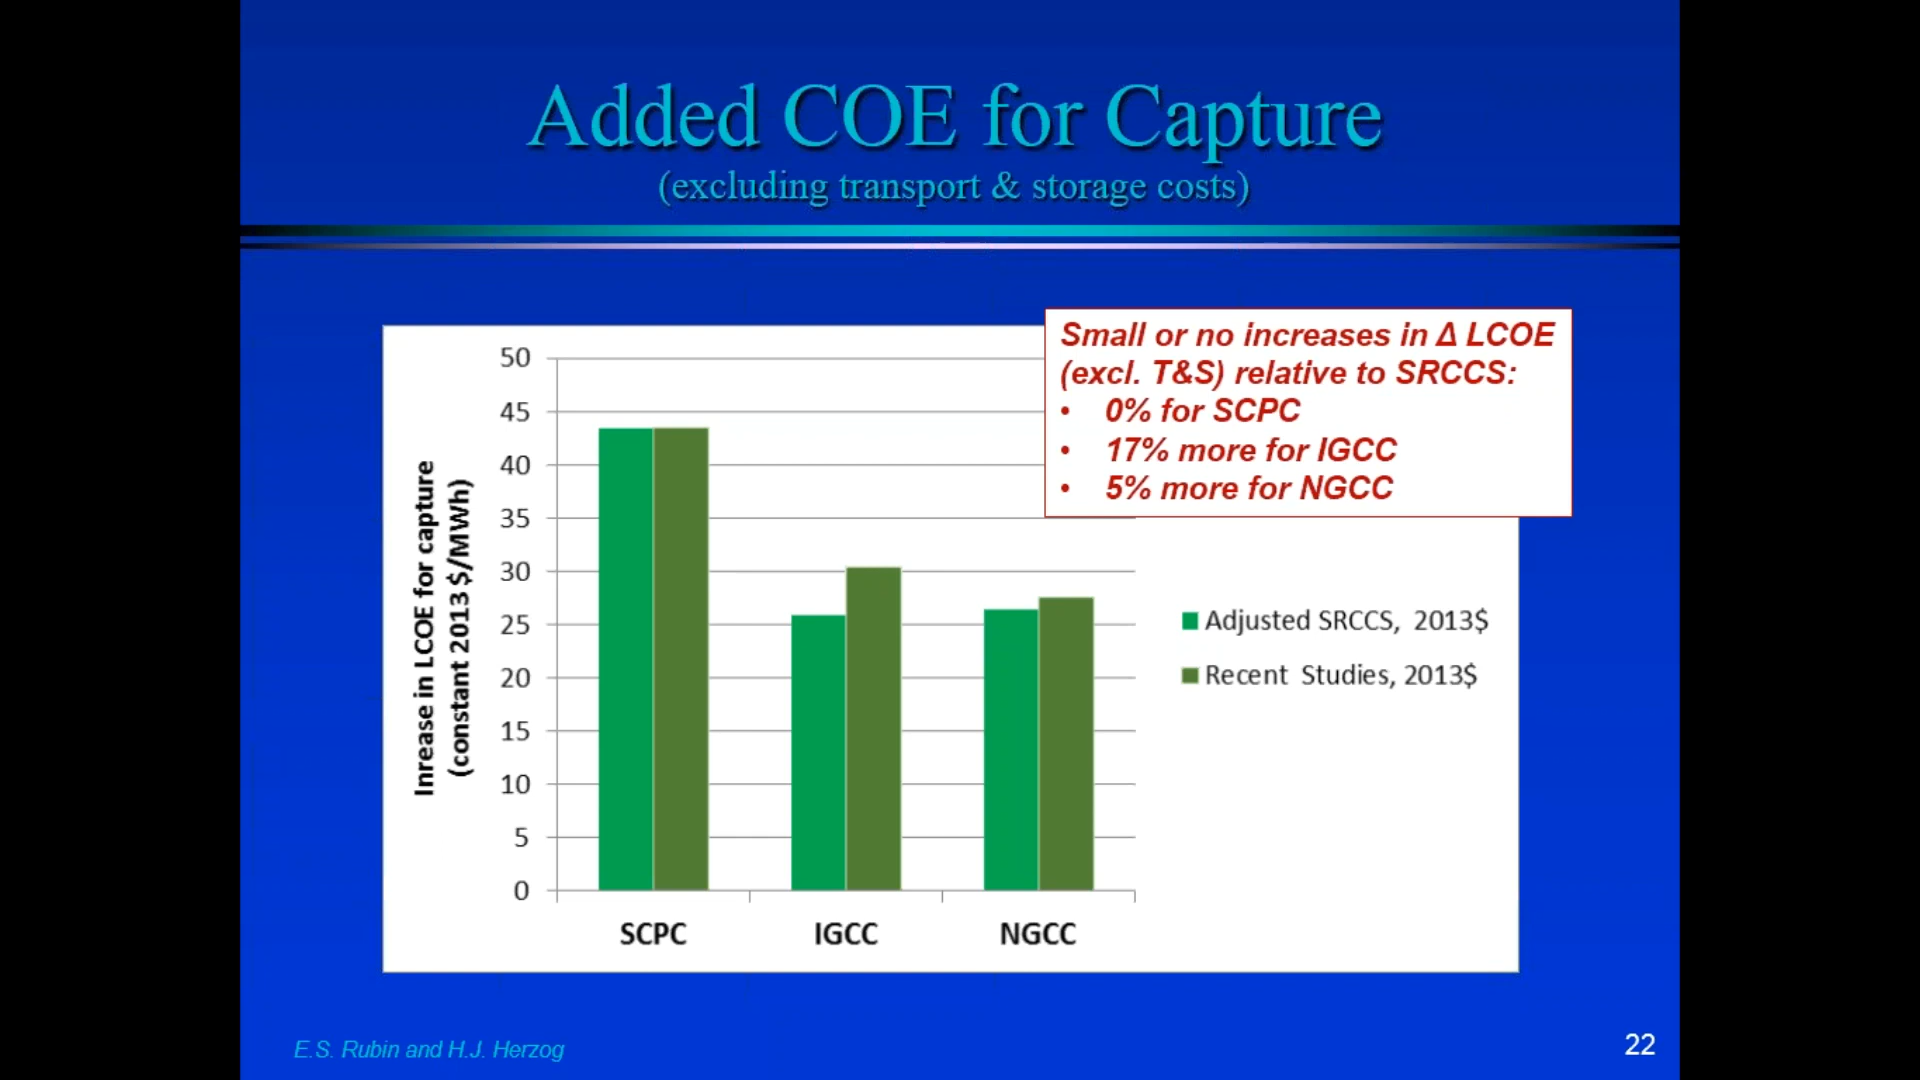 Added COE for Capture
(excluding transport & storage costs)
Small or no increases in Δ LCOE
(excl. T&S) relative to SRCCS:
• 0% for SCPC
• 17% more for IGCC
• 5% more for NGCC
Inrease in LCOE for capture
(constant 2013 $/MWh)
50
45
40
35
30
25
20
15
10
5
0
SCPC
IGCC
NGCC
Adjusted SRCCS, 2013$
Recent Studies, 2013$
E.S. Rubin and H.J. Herzog
22